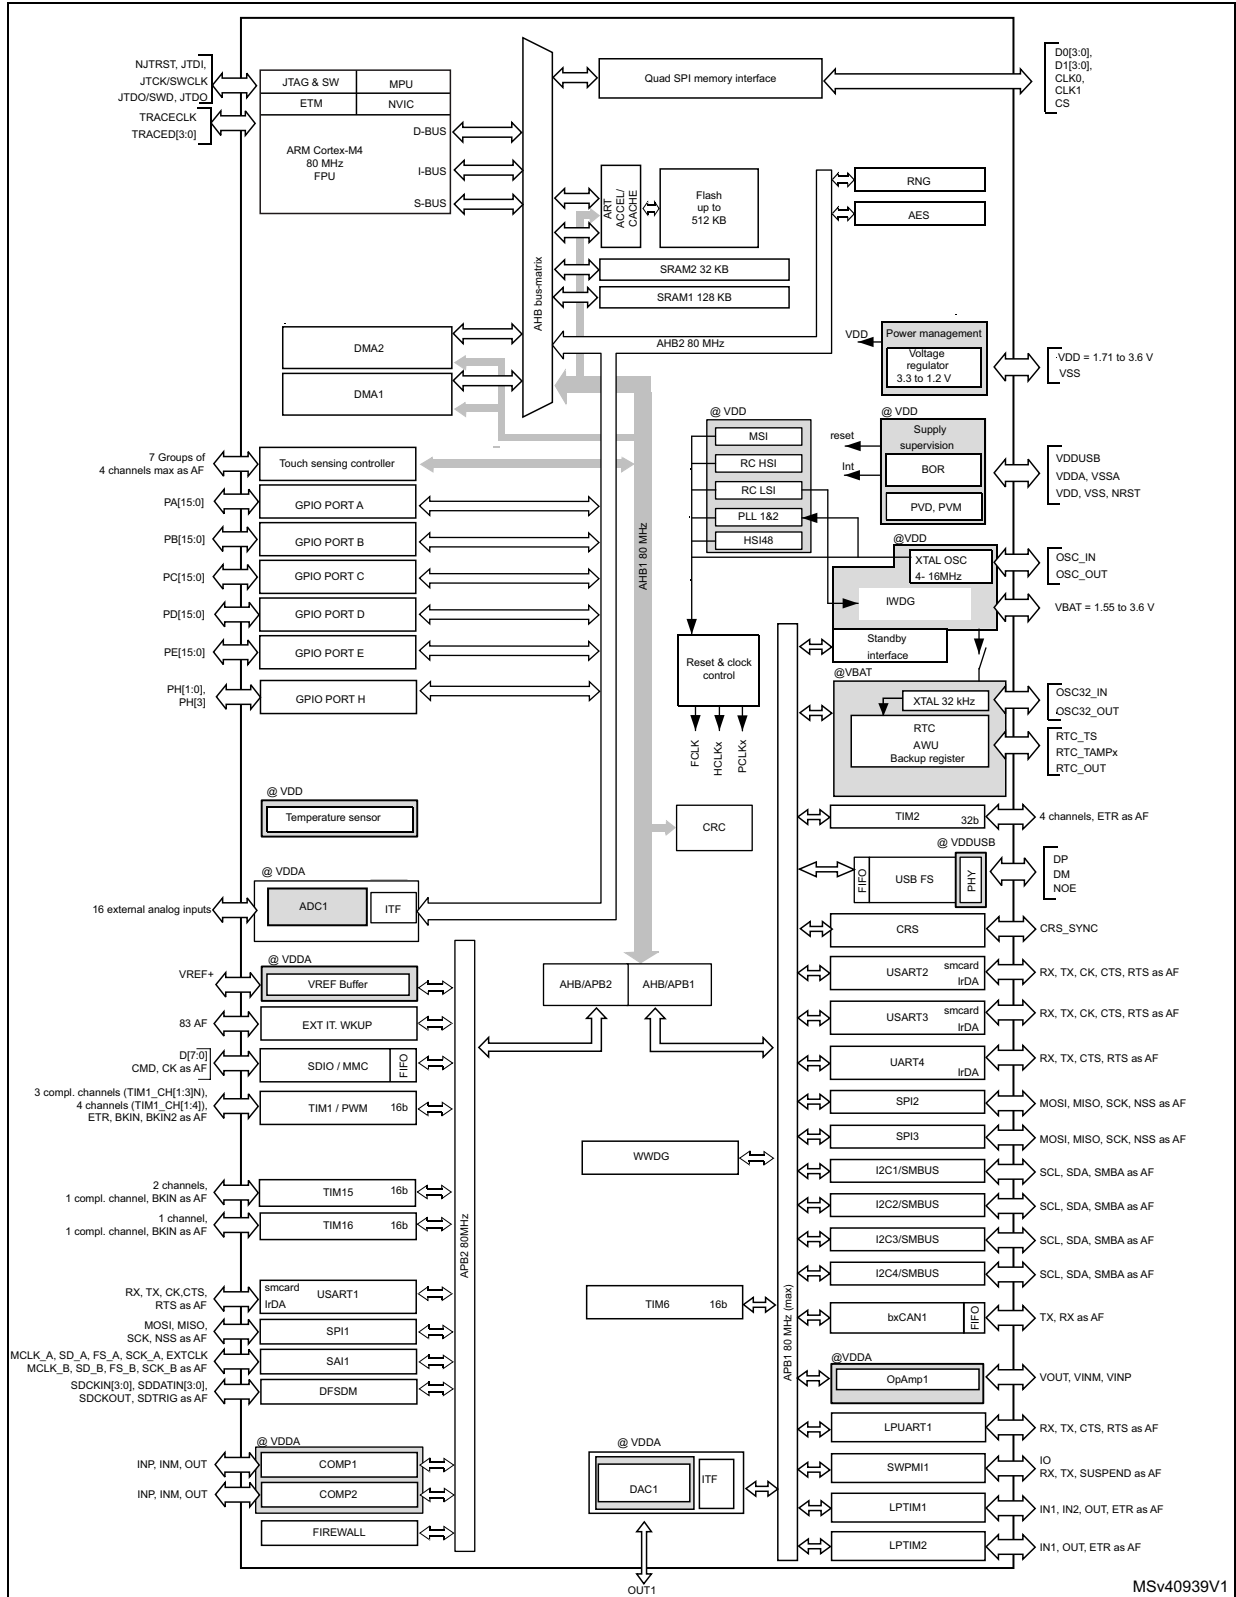 NJTRST, JTDI,
JTCK/SWCLK
JTDO/SWD, JTDO
TRACECLK
TRACED[3:0]
JTAG & SW
MPU
ETM
NVIC
ARM Cortex-M4
80 MHz
FPU
D-BUS
I-BUS
S-BUS
AHB bus-matrix
Quad SPI memory interface
D0[3:0],
D1[3:0],
CLK0,
CLK1
CS
ART
ACCEL/
CACHE
Flash
up to
512 KB
RNG
AES
SRAM2 32 KB
SRAM1 128 KB
AHB2 80 MHz
DMA2
DMA1
VDD
Power management
Voltage
regulator
3.3 to 1.2 V
VDD = 1.71 to 3.6 V
VSS
@ VDD
MSI
RC HSI
RC LSI
PLL 1&2
HSI48
@ VDD
reset
Int
Supply
supervision
BOR
PVD, PVM
VDDUSB
VDDA, VSSA
VDD, VSS, NRST
7 Groups of
4 channels max as AF
Touch sensing controller
PA[15:0]
GPIO PORT A
PB[15:0]
GPIO PORT B
PC[15:0]
GPIO PORT C
PD[15:0]
GPIO PORT D
PE[15:0]
GPIO PORT E
PH[1:0],
PH[3]
GPIO PORT H
AHB1 80 MHz
@VDD
XTAL OSC
4- 16MHz
OSC_IN
OSC_OUT
IWDG
VBAT = 1.55 to 3.6 V
Standby
interface
Reset & clock
control
FCLK
HCLKx
PCLKx
@VBAT
XTAL 32 kHz
RTC
AWU
Backup register
OSC32_IN
OSC32_OUT
RTC_TS
RTC_TAMPx
RTC_OUT
@ VDD
Temperature sensor
CRC
TIM2
32b
4 channels, ETR as AF
@ VDDUSB
FIFO
USB FS
PHY
DP
DM
NOE
@ VDDA
16 external analog inputs
ADC1
ITF
CRS
CRS_SYNC
@ VDDA
VREF+
VREF Buffer
AHB/APB2
AHB/APB1
USART2
smcard
IrDA
RX, TX, CK, CTS, RTS as AF
83 AF
EXT IT. WKUP
USART3
smcard
IrDA
RX, TX, CK, CTS, RTS as AF
D[7:0]
CMD, CK as AF
SDIO / MMC
FIFO
UART4
IrDA
RX, TX, CTS, RTS as AF
3 compl. channels (TIM1_CH[1:3]N),
4 channels (TIM1_CH[1:4]),
ETR, BKIN, BKIN2 as AF
TIM1 / PWM
16b
SPI2
MOSI, MISO, SCK, NSS as AF
SPI3
MOSI, MISO, SCK, NSS as AF
WWDG
I2C1/SMBUS
SCL, SDA, SMBA as AF
2 channels,
1 compl. channel, BKIN as AF
TIM15
16b
I2C2/SMBUS
SCL, SDA, SMBA as AF
1 channel,
1 compl. channel, BKIN as AF
TIM16
16b
APB2 80MHz
I2C3/SMBUS
SCL, SDA, SMBA as AF
I2C4/SMBUS
SCL, SDA, SMBA as AF
RX, TX, CK,CTS,
RTS as AF
smcard
IrDA
USART1
TIM6
16b
APB1 80 MHz (max)
bxCAN1
FIFO
TX, RX as AF
MOSI, MISO,
SCK, NSS as AF
SPI1
MCLK_A, SD_A, FS_A, SCK_A, EXTCLK
MCLK_B, SD_B, FS_B, SCK_B as AF
SAI1
@VDDA
OpAmp1
VOUT, VINM, VINP
SDCKIN[3:0], SDDATIN[3:0],
SDCKOUT, SDTRIG as AF
DFSDM
LPUART1
RX, TX, CTS, RTS as AF
@ VDDA
INP, INM, OUT
COMP1
INP, INM, OUT
COMP2
FIREWALL
@ VDDA
DAC1
ITF
OUT1
SWPMI1
IO
RX, TX, SUSPEND as AF
LPTIM1
IN1, IN2, OUT, ETR as AF
LPTIM2
IN1, OUT, ETR as AF
MSv40939V1